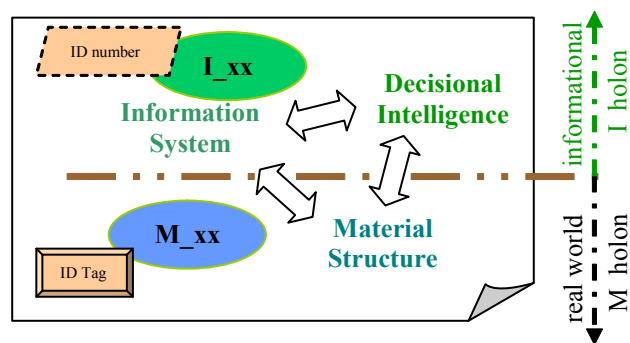 ID number
I_xx
Information
System
Decisional
Intelligence
M_xx
ID Tag
Material
Structure
informational
I holon
real world
M holon